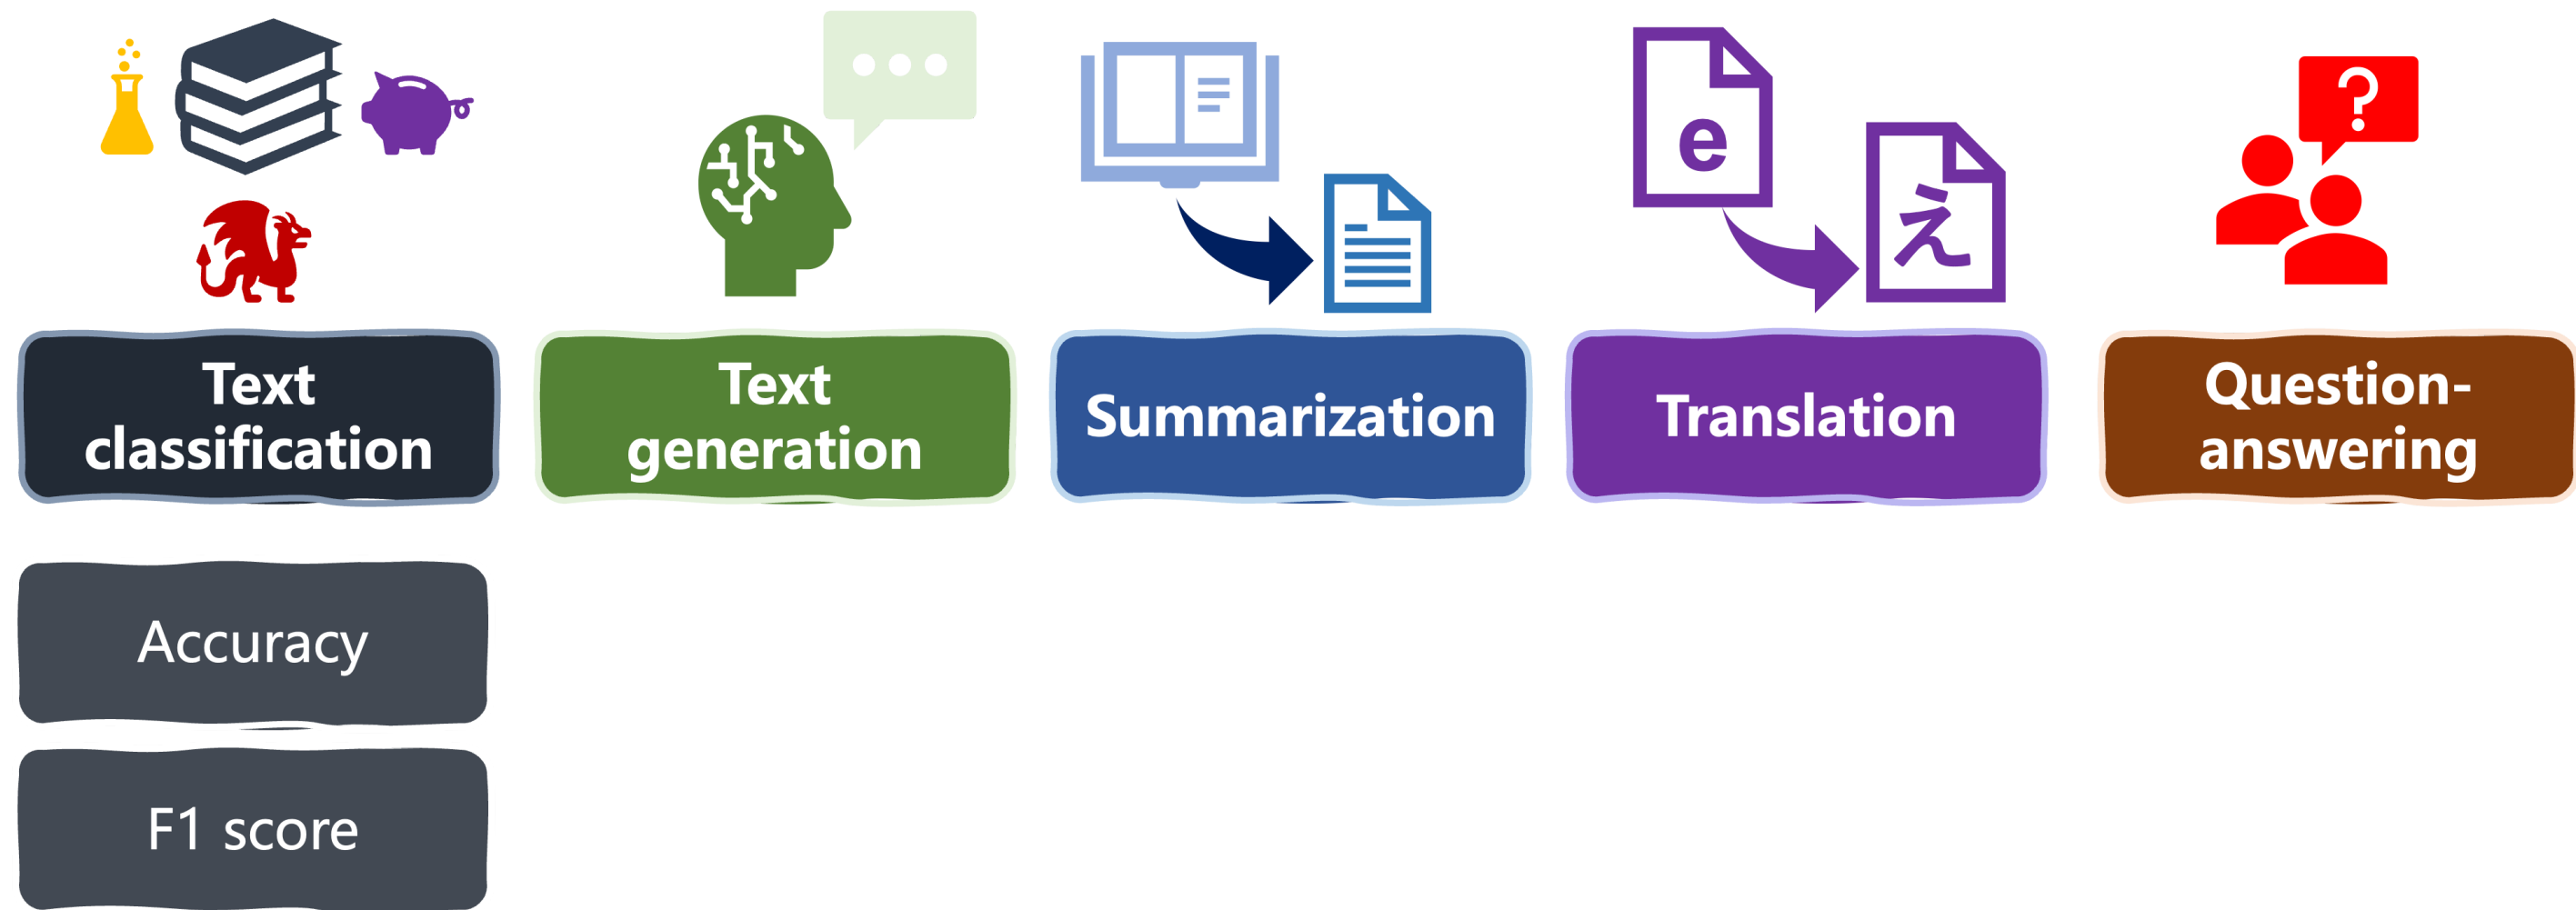 e
え
?
Text
classification
Text
generation
Summarization
Translation
Question-
answering
Accuracy
F1 score